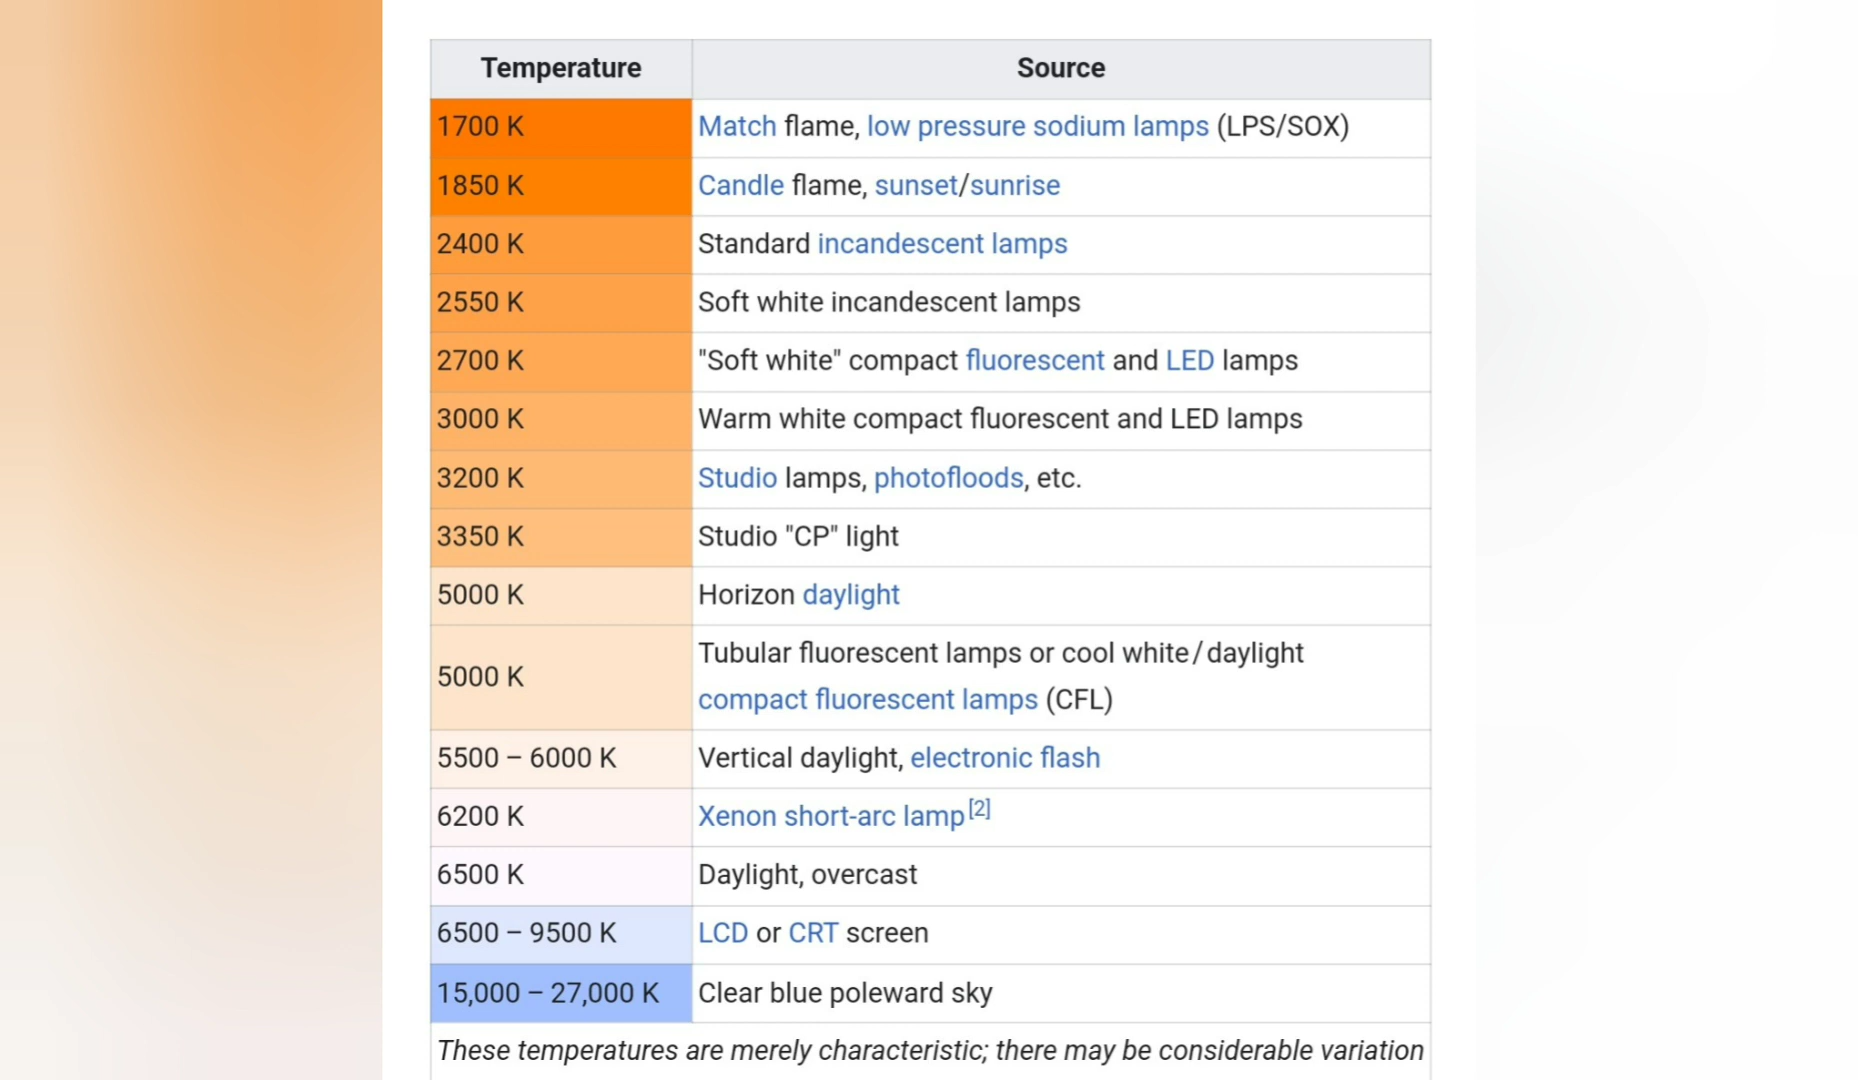 Temperature Source
1700 K Match flame, low pressure sodium lamps (LPS/SOX)
1850 K Candle flame, sunset/sunrise
2400 K Standard incandescent lamps
2550 K Soft white incandescent lamps
2700 K "Soft white" compact fluorescent and LED lamps
3000 K Warm white compact fluorescent and LED lamps
3200 K Studio lamps, photofloods, etc.
3350 K Studio "CP" light
5000 K Horizon daylight
5000 K Tubular fluorescent lamps or cool white/daylight
compact fluorescent lamps (CFL)
5500 – 6000 K Vertical daylight, electronic flash
6200 K Xenon short-arc lamp[2]
6500 K Daylight, overcast
6500 – 9500 K LCD or CRT screen
15,000 – 27,000 K Clear blue poleward sky
These temperatures are merely characteristic; there may be considerable variation